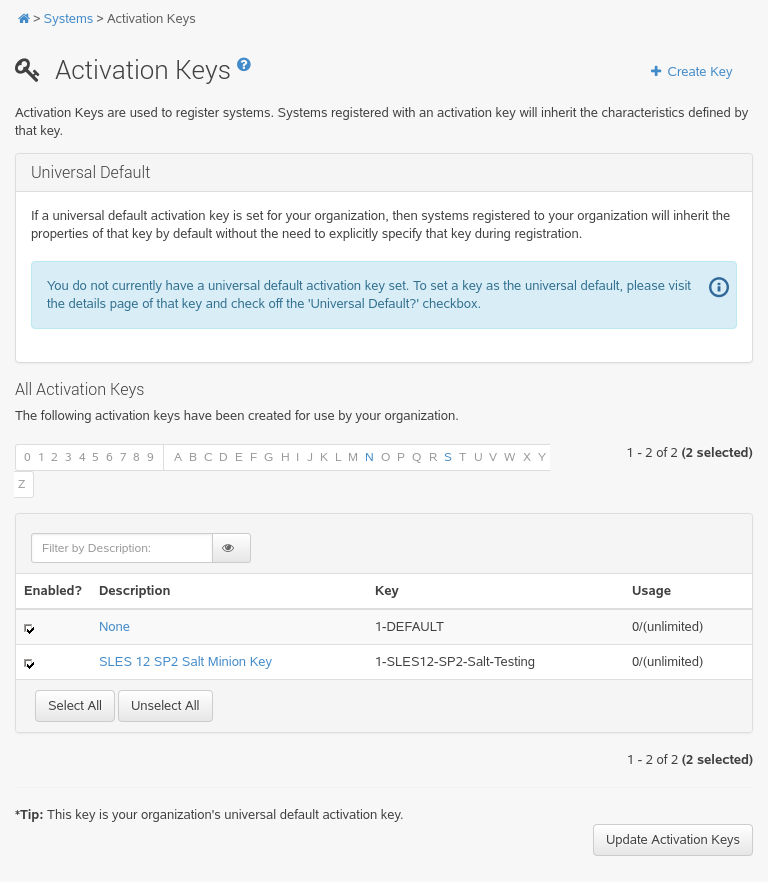 > Systems > Activation Keys
Activation Keys ?
+ Create Key
Activation Keys are used to register systems. Systems registered with an activation key will inherit the characteristics defined by
that key.
Universal Default
If a universal default activation key is set for your organization, then systems registered to your organization will inherit the
properties of that key by default without the need to explicitly specify that key during registration.
You do not currently have a universal default activation key set. To set a key as the universal default, please visit
the details page of that key and check off the 'Universal Default?' checkbox.
All Activation Keys
The following activation keys have been created for use by your organization.
0 1 2 3 4 5 6 7 8 9 A B C D E F G H I J K L M N O P Q R S T U V W X Y
Z
1 - 2 of 2 (2 selected)
Filter by Description:
Enabled? Description Key Usage
None 1-DEFAULT 0/(unlimited)
SLES 12 SP2 Salt Minion Key 1-SLES12-SP2-Salt-Testing 0/(unlimited)
Select All Unselect All
1 - 2 of 2 (2 selected)
*Tip: This key is your organization's universal default activation key.
Update Activation Keys